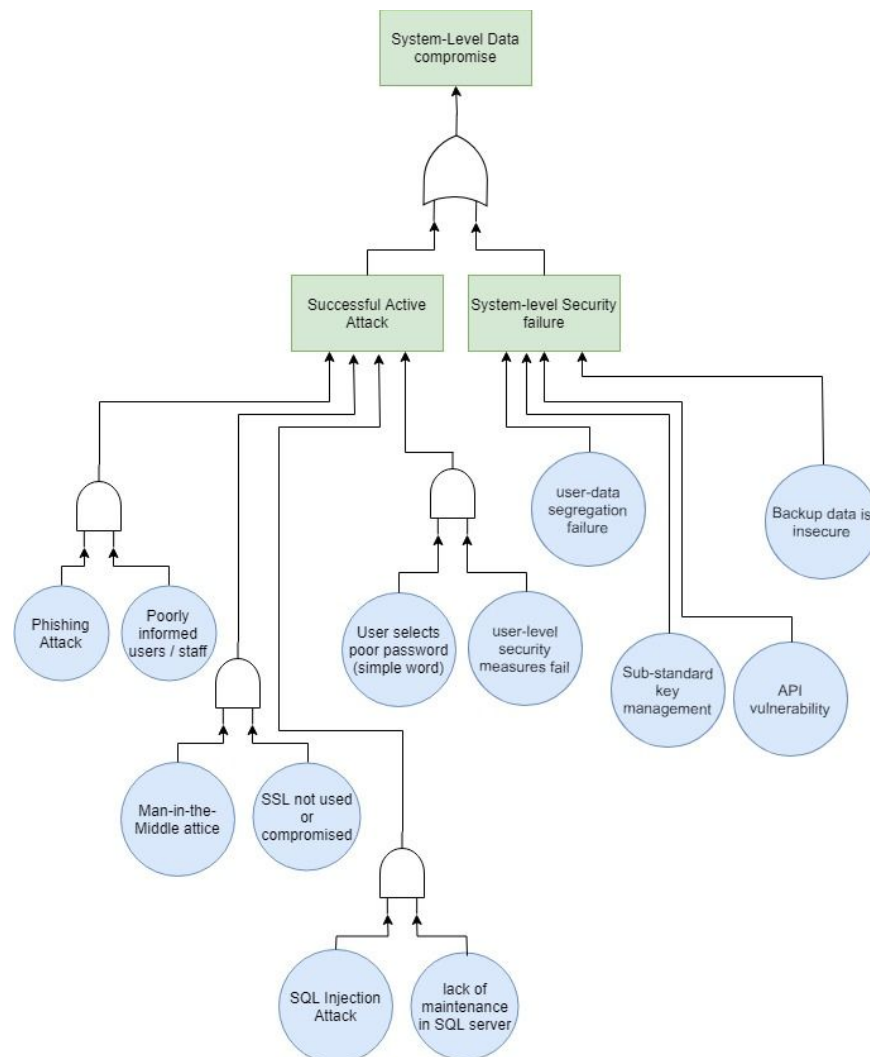 System-Level Data
compromise
Successful Active
Attack
System-level Security
failure
user-data
segregation
failure
Backup data is
insecure
Phishing
Attack
Poorly
informed
users / staff
User selects
poor password
(simple word)
user-level
security
measures fail
Sub-standard
key
management
API
vulnerability
Man-in-the-
Middle attice
SSL not used
or
compromised
SQL Injection
Attack
lack of
maintenance
in SQL server